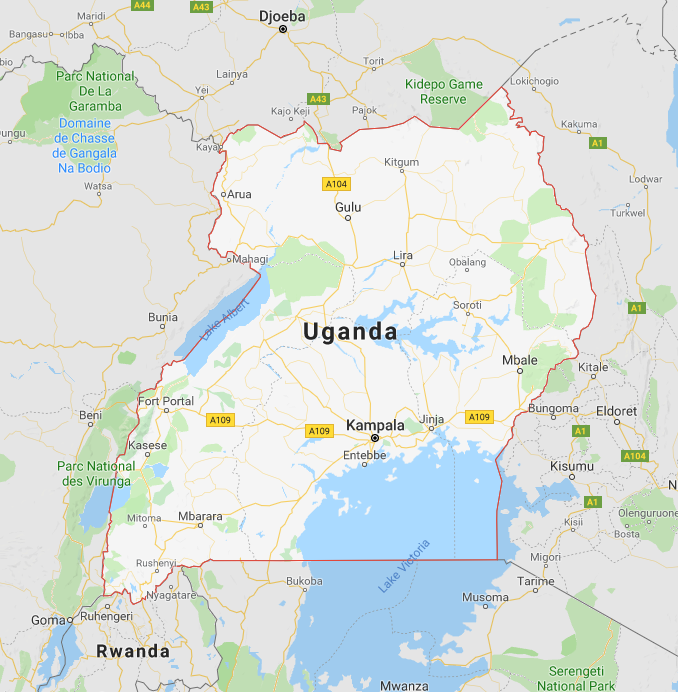 A44
A43
Maridi
Djoeba
Bangasu
Ibba
bio
Torit
Parc National
De La
Garamba
Lainya
Yei
Kidepo Game
Reserve
Lokichogio
A43
Kajo Keji
Pajok
Domaine
de Chasse
de Gangala
Na Bodio
ungu
Kakuma
A1
Kaya
Kitgum
Watsa
A104
Lodwar
Arua
Gulu
Turkwel
Mahagi
Lira
Obalang
A1
Soroti
Bunia
Lake Albert
Uganda
Mbale
Kitale
Fort Portal
Beni
A109
Kampala
Jinja
A109
Bungoma
Eldoret
A109
A1
Kasese
Entebbe
A104
Parc National
des Virunga
Kisumu
N
A1
Mitoma
Mbarara
Kisii
Olenguruone
Bosta
Lake Victoria
Rushenyi
Migori
Bukoba
Tarime
Nyagatare
Musoma
Goma
Ruhengeri
Rwanda
Serengeti
National Park
Mwanza